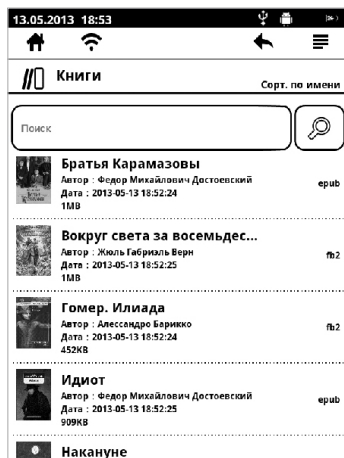 13.05.2013 18:53
Книги
Сорт. по имени
Поиск
Братья Карамазовы
Автор : Федор Михайлович Достоевский
epub
Дата : 2013-05-13 18:52:24
1MB
Вокруг света за восемьдес...
Автор : Жюль Габриэль Верн
fb2
Дата : 2013-05-13 18:52:25
1MB
Гомер. Илиада
Автор : Алессандро Барикко
fb2
Дата : 2013-05-13 18:52:24
452KB
Идиот
Автор : Федор Михайлович Достоевский
epub
Дата : 2013-05-13 18:52:25
909KB
Накануне